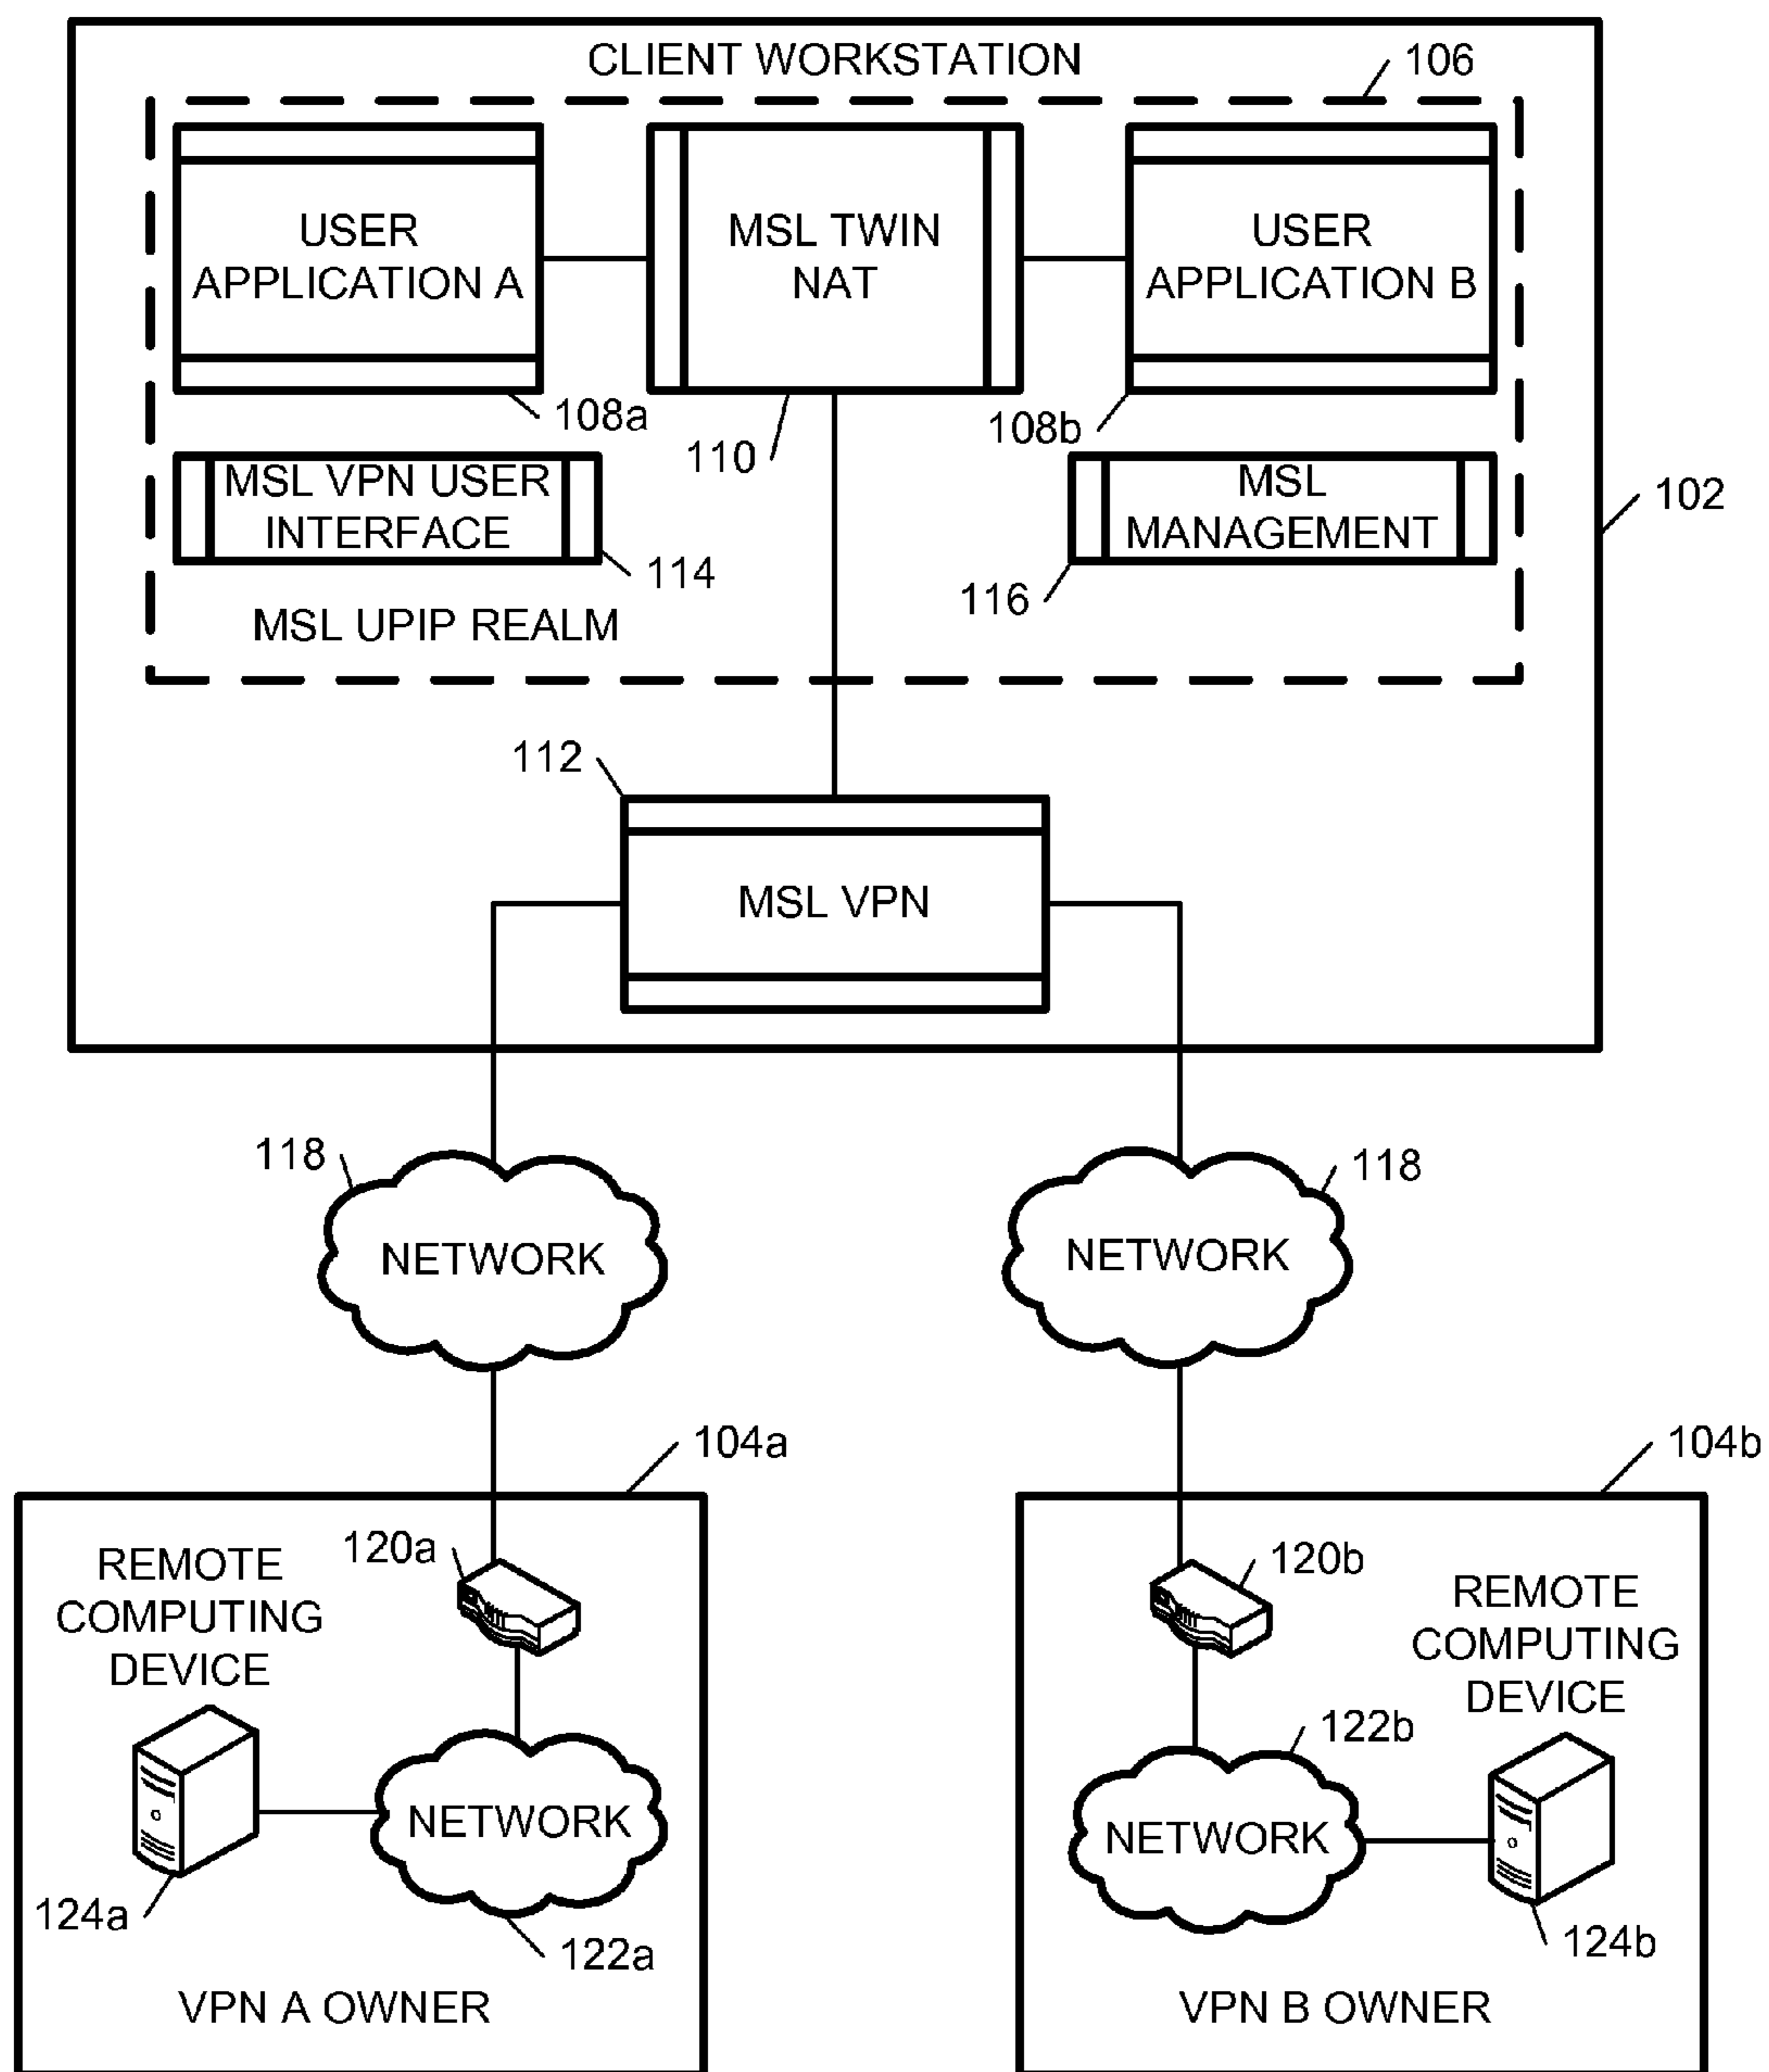 CLIENT WORKSTATION
106
USER
APPLICATION A
MSL TWIN
NAT
USER
APPLICATION B
108a
110
108b
MSL VPN USER
INTERFACE
MSL
MANAGEMENT
102
114
116
MSL UPIP REALM
112
MSL VPN
118
NETWORK
118
NETWORK
104a
104b
REMOTE
COMPUTING
DEVICE
120a
120b
REMOTE
COMPUTING
DEVICE
NETWORK
122b
NETWORK
124a
122a
124b
VPN A OWNER
VPN B OWNER